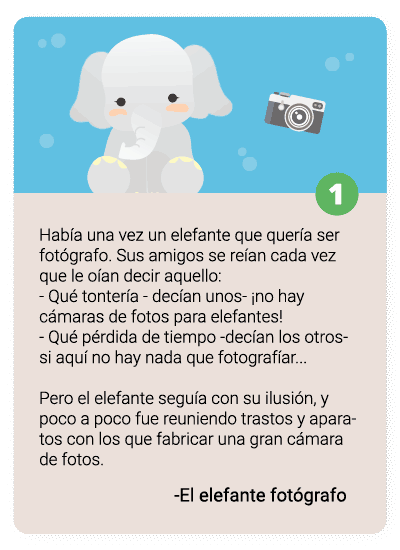 1
Había una vez un elefante que quería ser
fotógrafo. Sus amigos se reían cada vez
que le oían decir aquello:
- Qué tontería - decían unos- ¡no hay
cámaras de fotos para elefantes!
- Qué pérdida de tiempo -decían los otros-
si aquí no hay nada que fotografíar...
Pero el elefante seguía con su ilusión, y
poco a poco fue reuniendo trastos y apara-
tos con los que fabricar una gran cámara
de fotos.
-El elefante fotógrafo